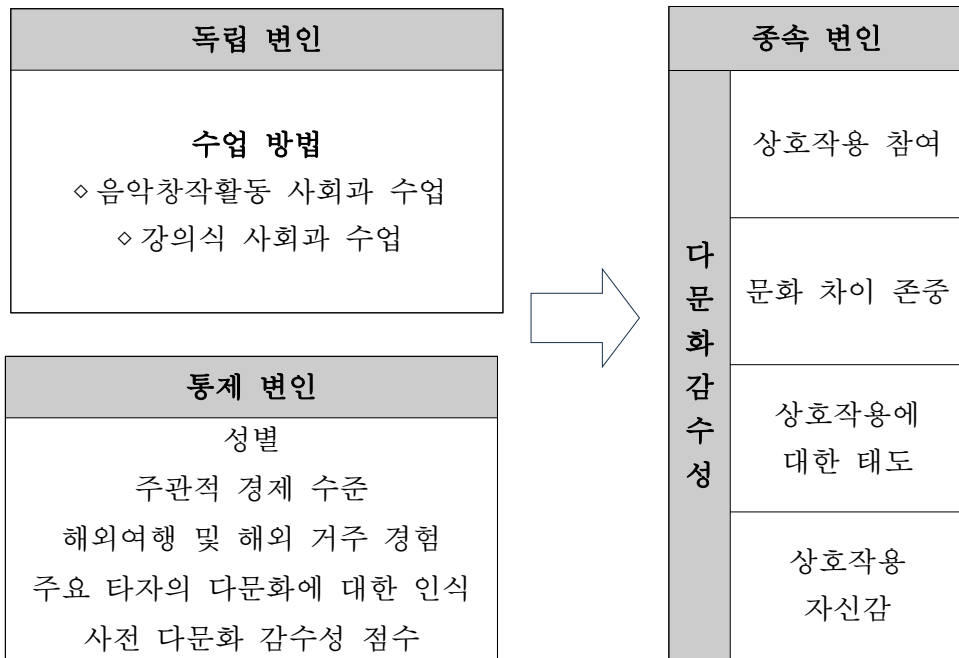 독립 변인
수업 방법
◇음악창작활동 사회과 수업
◇강의식 사회과 수업
통제 변인
성별
주관적 경제 수준
해외여행 및 해외 거주 경험
주요 타자의 다문화에 대한 인식
사전 다문화 감수성 점수
종속 변인
다
문
화
감
수
성
상호작용 참여
문화 차이 존중
상호작용에
대한 태도
상호작용
자신감